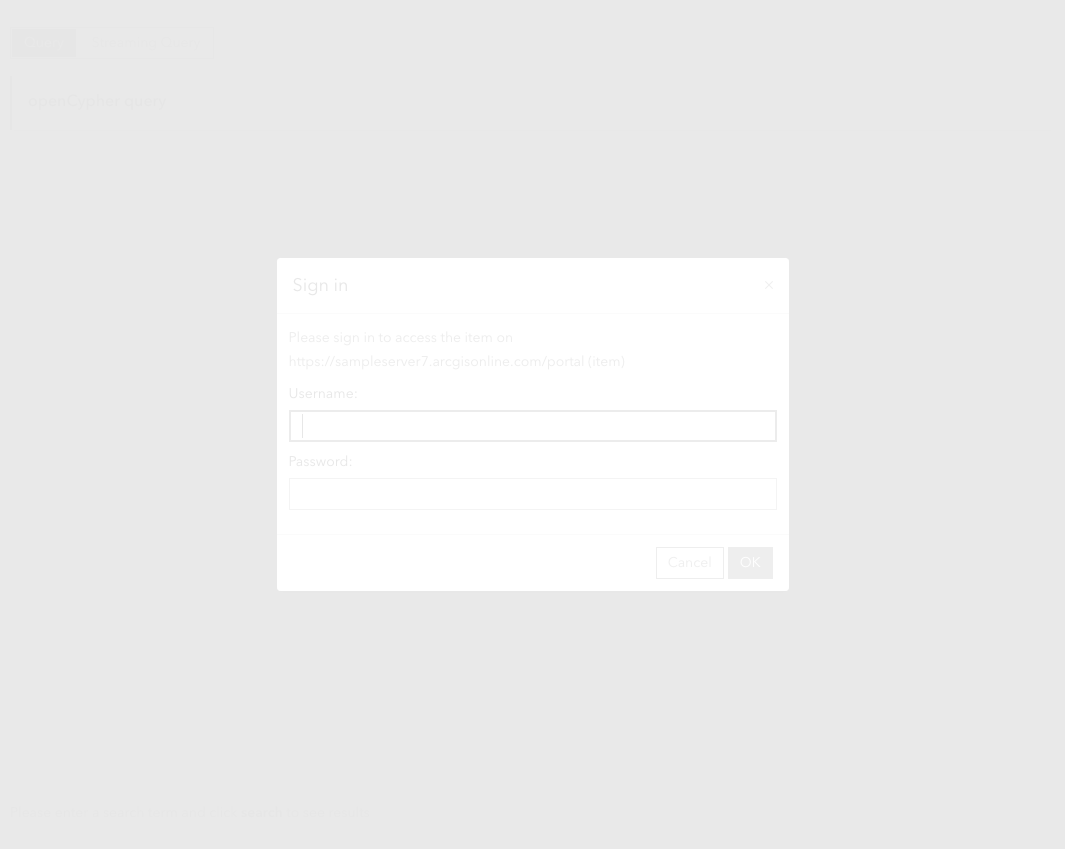 Sign in
×
Please sign in to access the item on
https://sampleserver7.arcgisonline.com/portal (item)
Username:
Password:
Cancel
OK